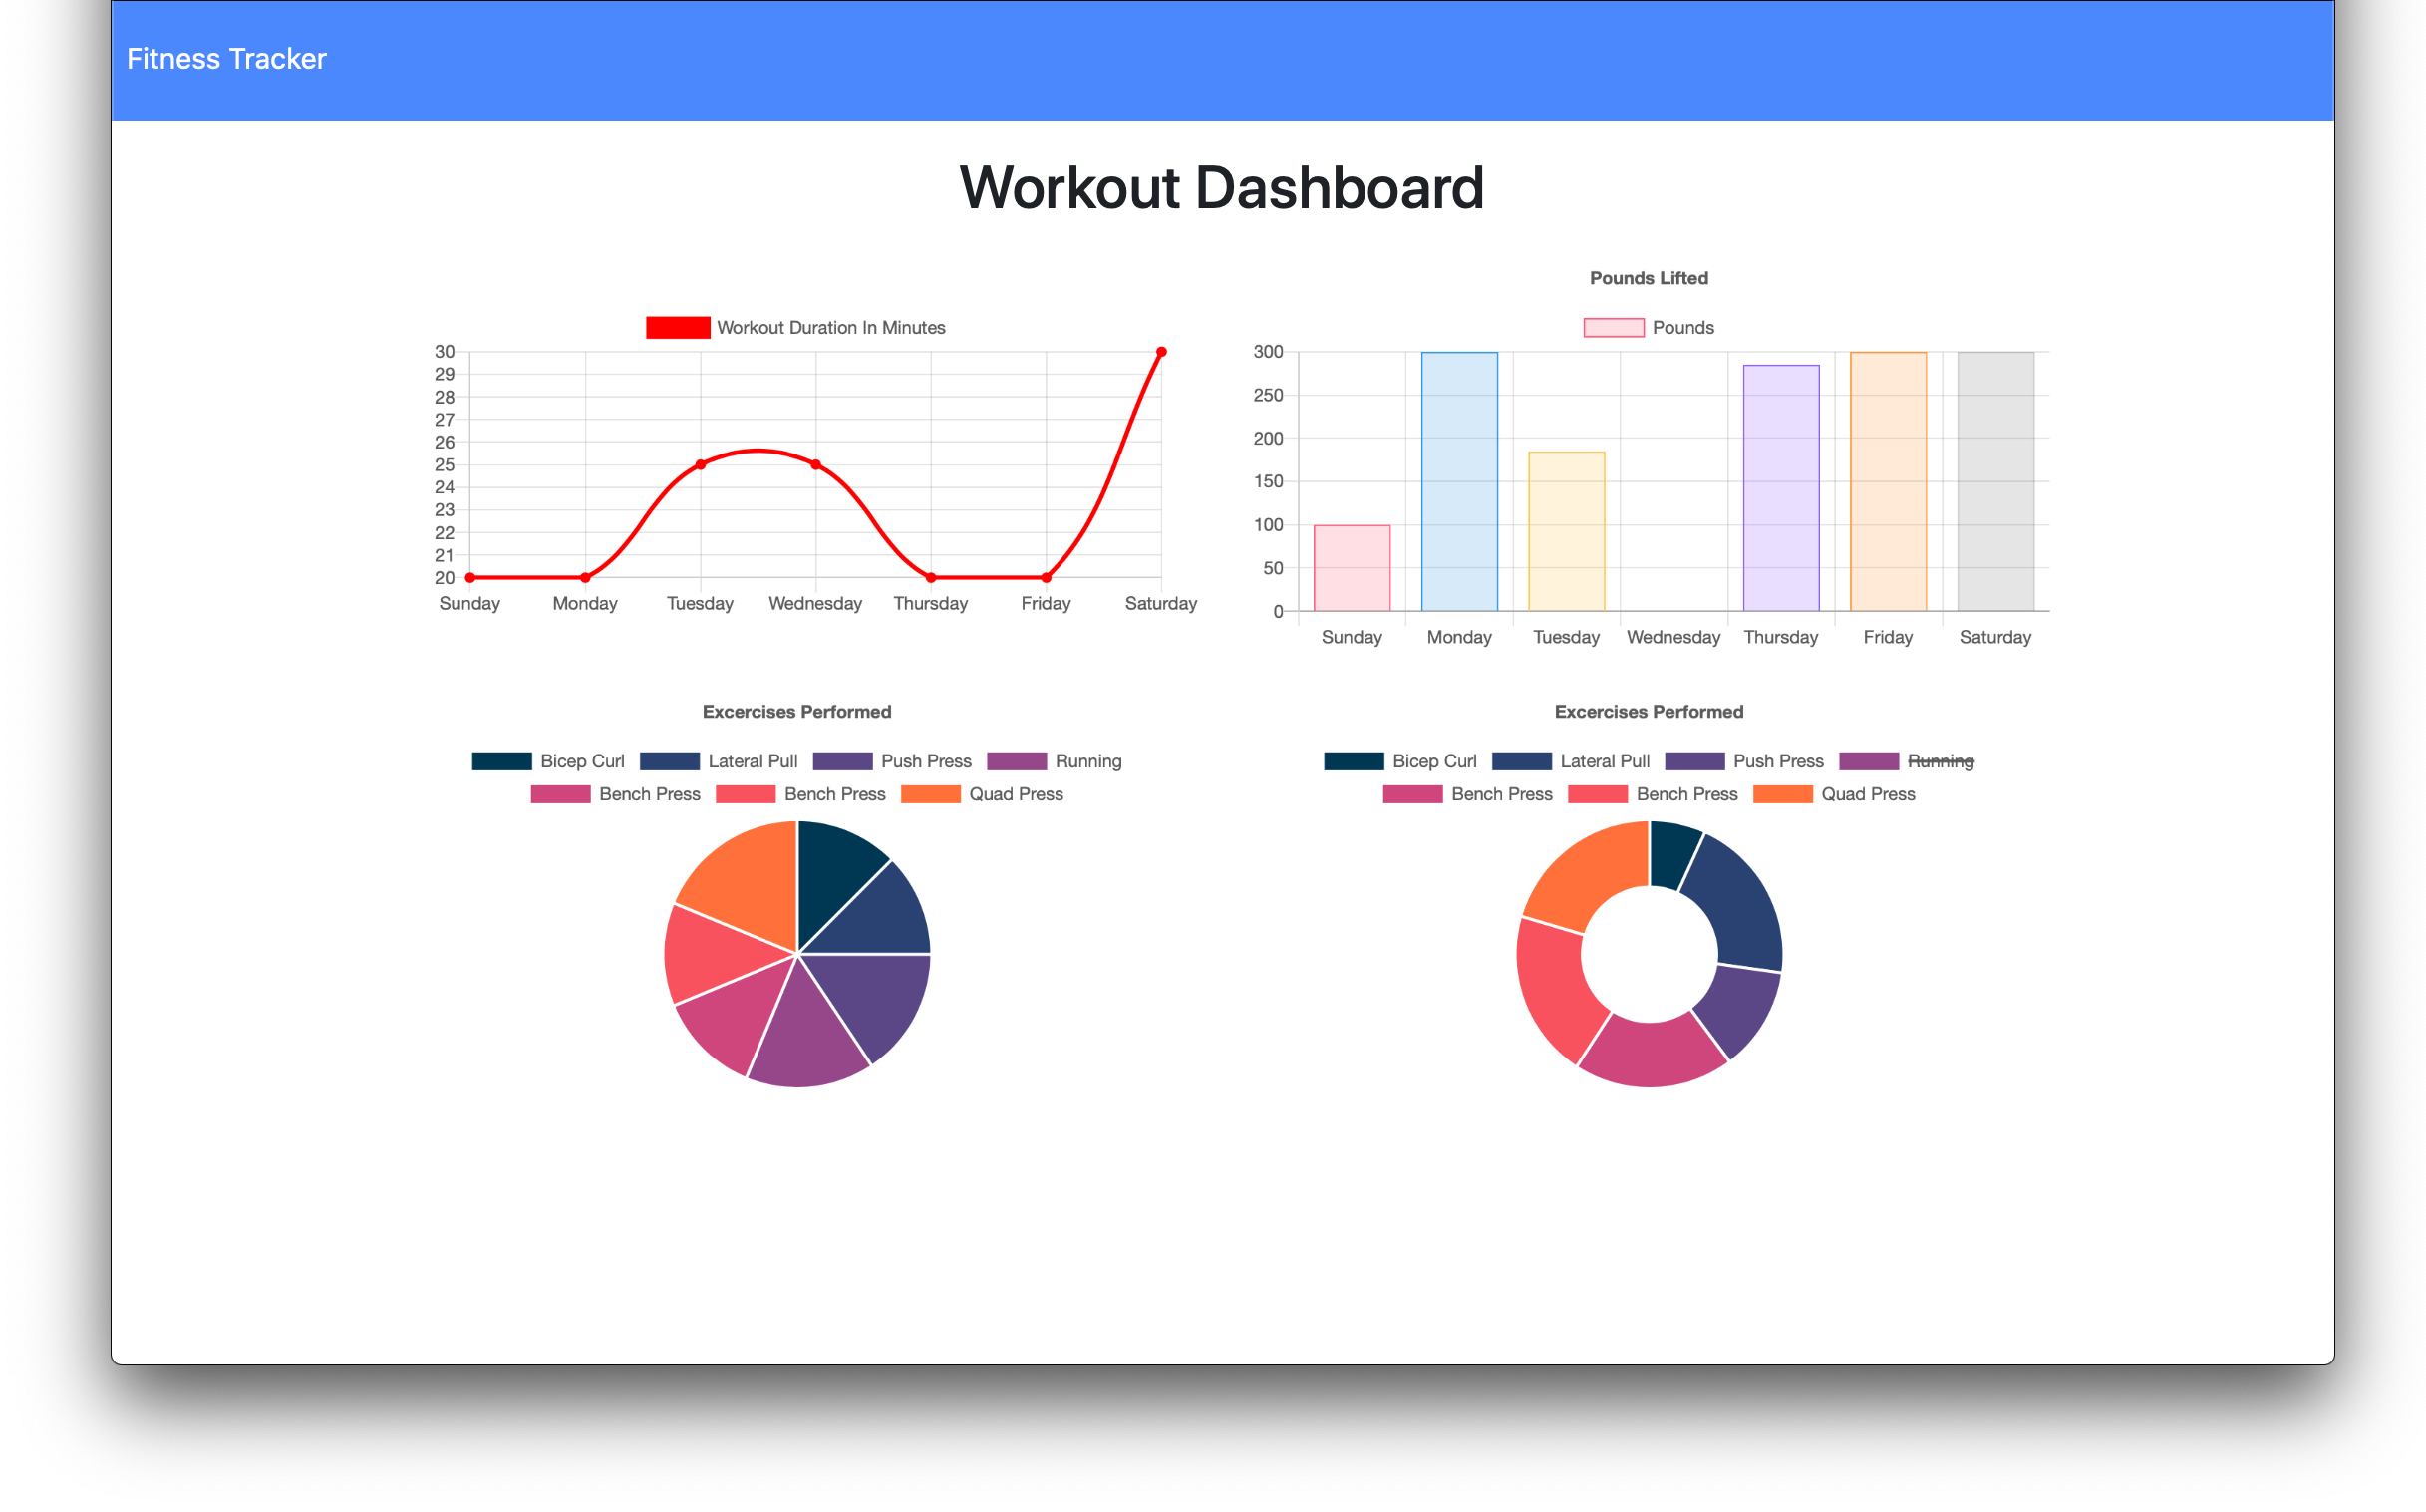 Fitness Tracker
Workout Dashboard
Workout Duration In Minutes
30
29
28
27
26
25
24
23
22
21
20
Sunday Monday Tuesday Wednesday Thursday Friday Saturday
Pounds Lifted
Pounds
300
250
200
150
100
50
0
Sunday Monday Tuesday Wednesday Thursday Friday Saturday
Excercises Performed
Bicep Curl Lateral Pull Push Press Running
Bench Press Bench Press Quad Press
Excercises Performed
Bicep Curl Lateral Pull Push Press Running
Bench Press Bench Press Quad Press